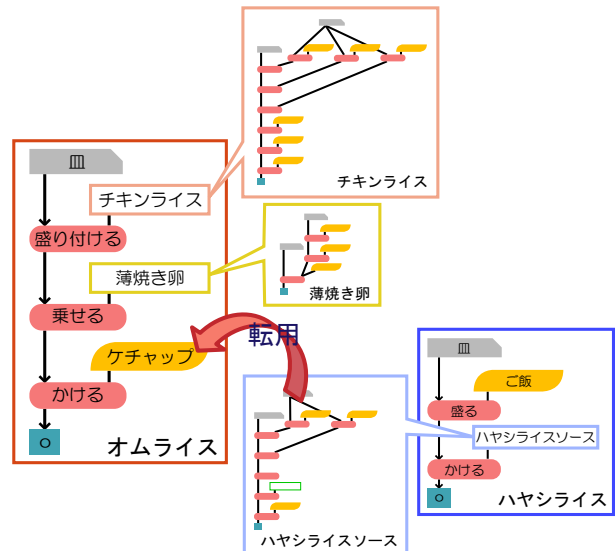 チキンライス
皿
チキンライス
盛り付ける
薄焼き卵
薄焼き卵
乗せる
転用
ケチャップ
かける
o
オムライス
皿
ご飯
盛る
ハヤシライスソース
かける
o
ハヤシライス
ハヤシライスソース